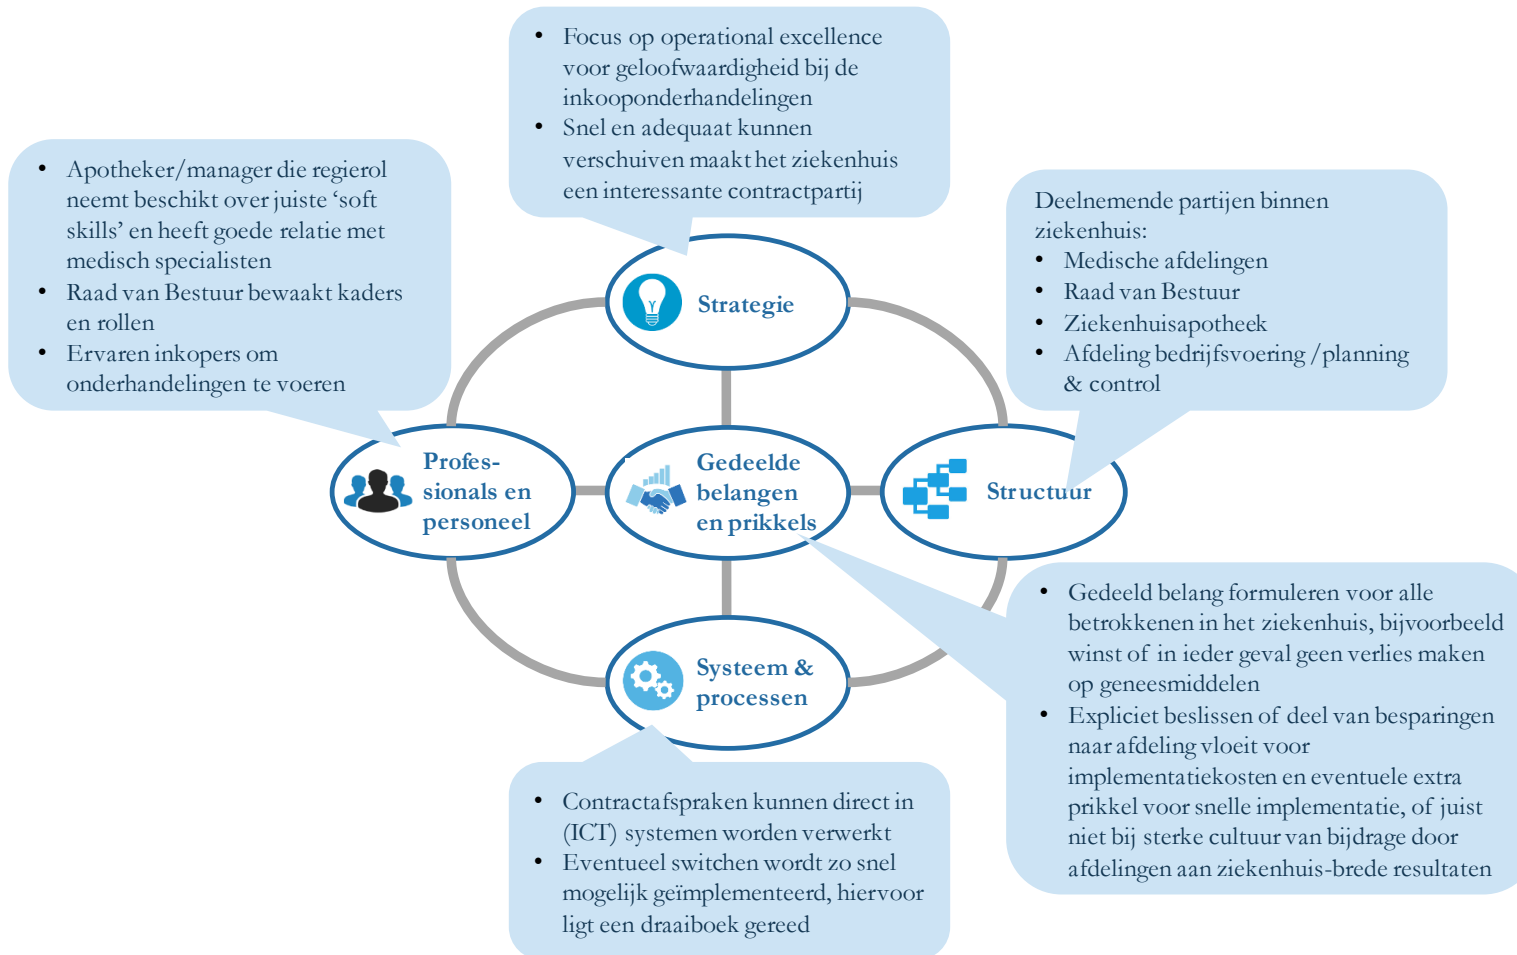 • Focus op operational excellence
voor geloofwaardigheid bij de
inkooponderhandelingen
• Snel en adequaat kunnen
verschuiven maakt het ziekenhuis
een interessante contractpartij
• Apotheker/manager die regierol
neemt beschikt over juiste ‘soft
skills’ en heeft goede relatie met
medisch specialisten
• Raad van Bestuur bewaakt kaders
en rollen
• Ervaren inkopers om
onderhandelingen te voeren
Deelnemende partijen binnen
ziekenhuis:
• Medische afdelingen
• Raad van Bestuur
• Ziekenhuisapotheek
• Afdeling bedrijfsvoering /planning
& control
Strategie
Profes-
sionals en
personeel
Gedeelde
belangen
en prikkels
Structuur
Systeem &
processen
• Gedeeld belang formuleren voor alle
betrokkenen in het ziekenhuis, bijvoorbeeld
winst of in ieder geval geen verlies maken
op geneesmiddelen
• Expliciet beslissen of deel van besparingen
naar afdeling vloeit voor
implementatiekosten en eventuele extra
prikkel voor snelle implementatie, of juist
niet bij sterke cultuur van bijdrage door
afdelingen aan ziekenhuis-brede resultaten
• Contractafspraken kunnen direct in
(ICT) systemen worden verwerkt
• Eventueel switchen wordt zo snel
mogelijk geïmplementeerd, hiervoor
ligt een draaiboek gereed